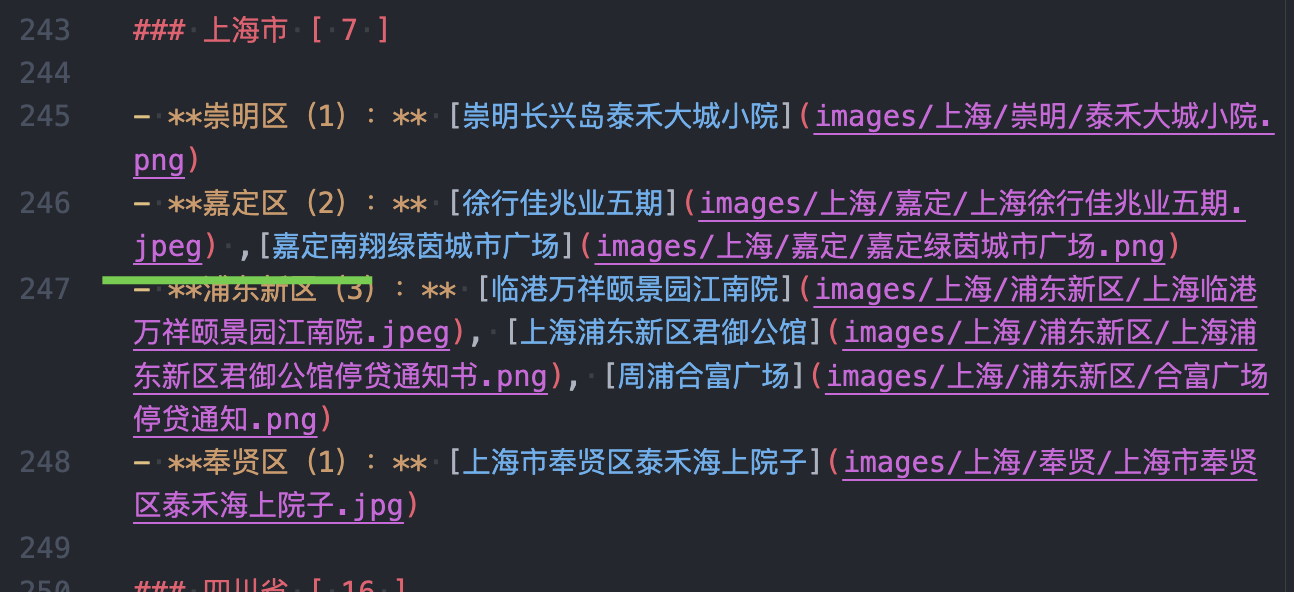 243 ### 上海市 [ 7 ]
244
245 - **崇明区（1）：** [崇明长兴岛泰禾大城小院](images/上海/崇明/泰禾大城小院.
png)
246 - **嘉定区（2）：** [徐行佳兆业五期](images/上海/嘉定/上海徐行佳兆业五期.
jpeg) ,[嘉定南翔绿茵城市广场](images/上海/嘉定/嘉定绿茵城市广场.png)
247 - **浦东新区（3）：** [临港万祥颐景园江南院](images/上海/浦东新区/上海临港
万祥颐景园江南院.jpeg), [上海浦东新区君御公馆](images/上海/浦东新区/上海浦
东新区君御公馆停贷通知书.png), [周浦合富广场](images/上海/浦东新区/合富广场
停贷通知.png)
248 - **奉贤区（1）：** [上海市奉贤区泰禾海上院子](images/上海/奉贤/上海市奉贤
区泰禾海上院子.jpg)
249
250 ### 四川省 [ 16 ]